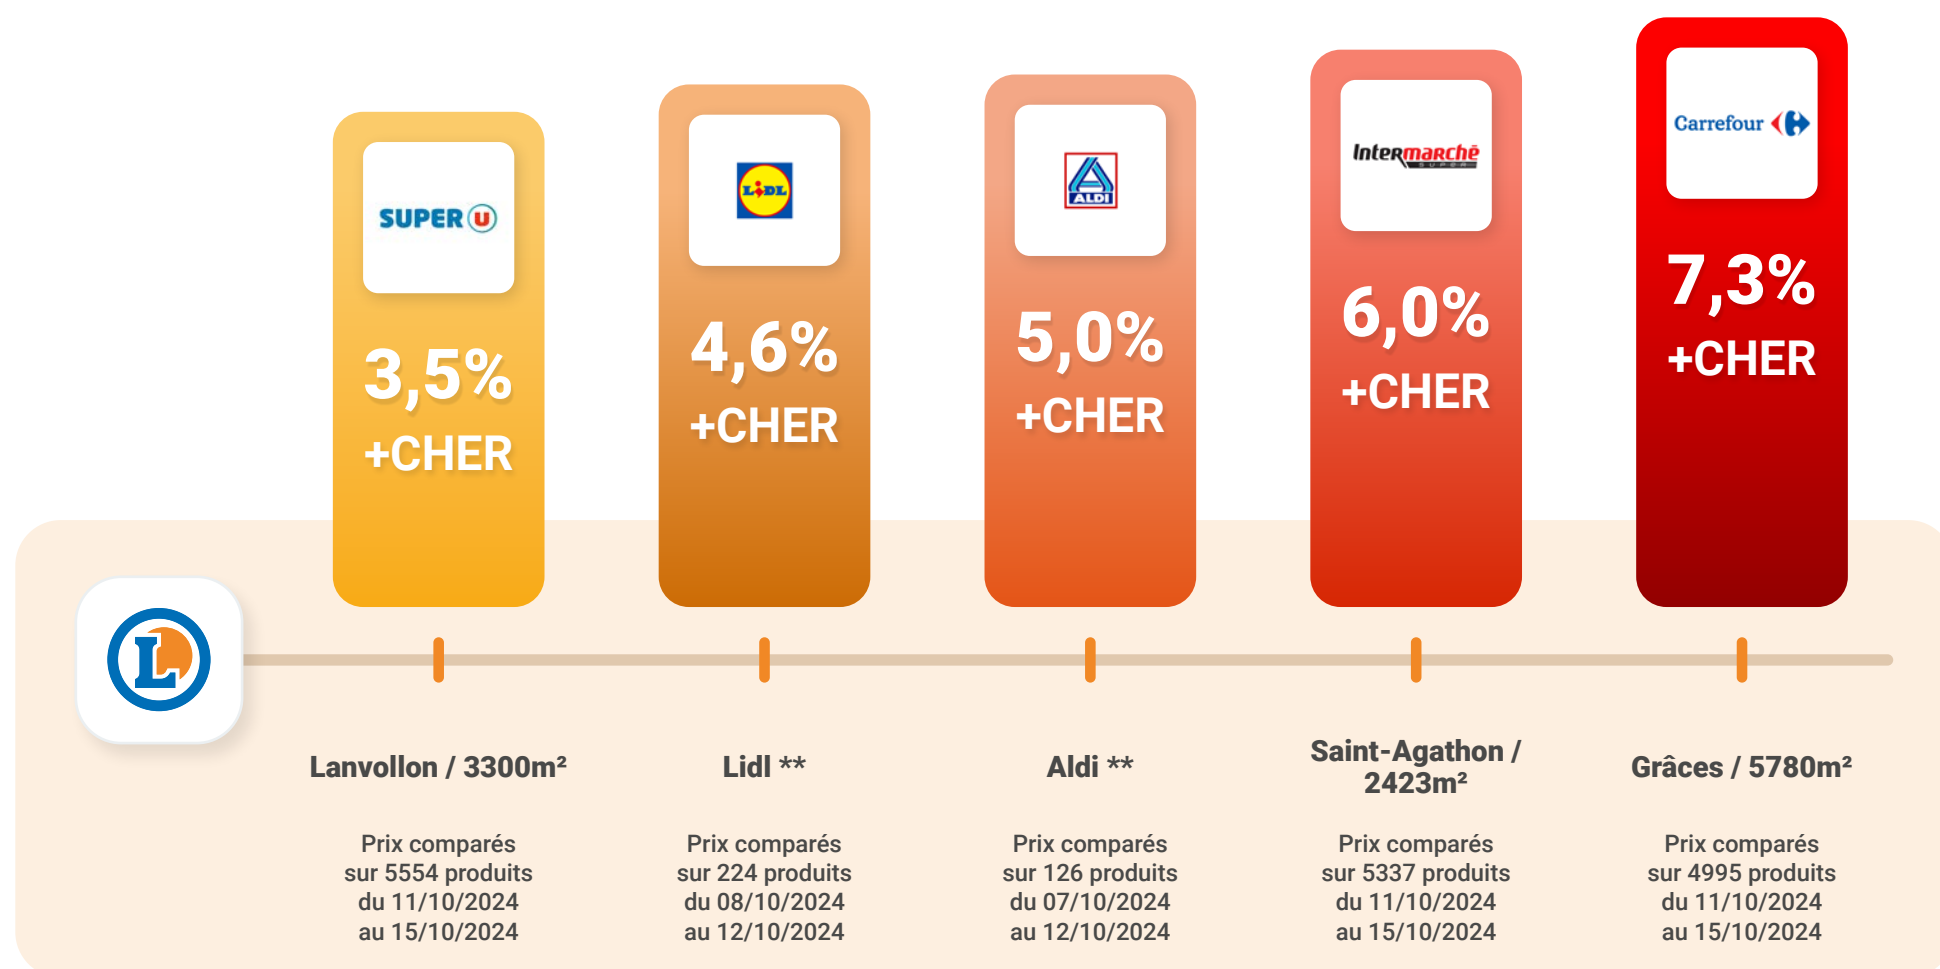 SUPER U
3,5%
+CHER
LIDL
4,6%
+CHER
ALDI
5,0%
+CHER
Intermarchē
SUPER
6,0%
+CHER
Carrefour
7,3%
+CHER
L
Lanvollon / 3300m²
Prix comparés
sur 5554 produits
du 11/10/2024
au 15/10/2024
Lidl **
Prix comparés
sur 224 produits
du 08/10/2024
au 12/10/2024
Aldi **
Prix comparés
sur 126 produits
du 07/10/2024
au 12/10/2024
Saint-Agathon /
2423m²
Prix comparés
sur 5337 produits
du 11/10/2024
au 15/10/2024
Grâces / 5780m²
Prix comparés
sur 4995 produits
du 11/10/2024
au 15/10/2024